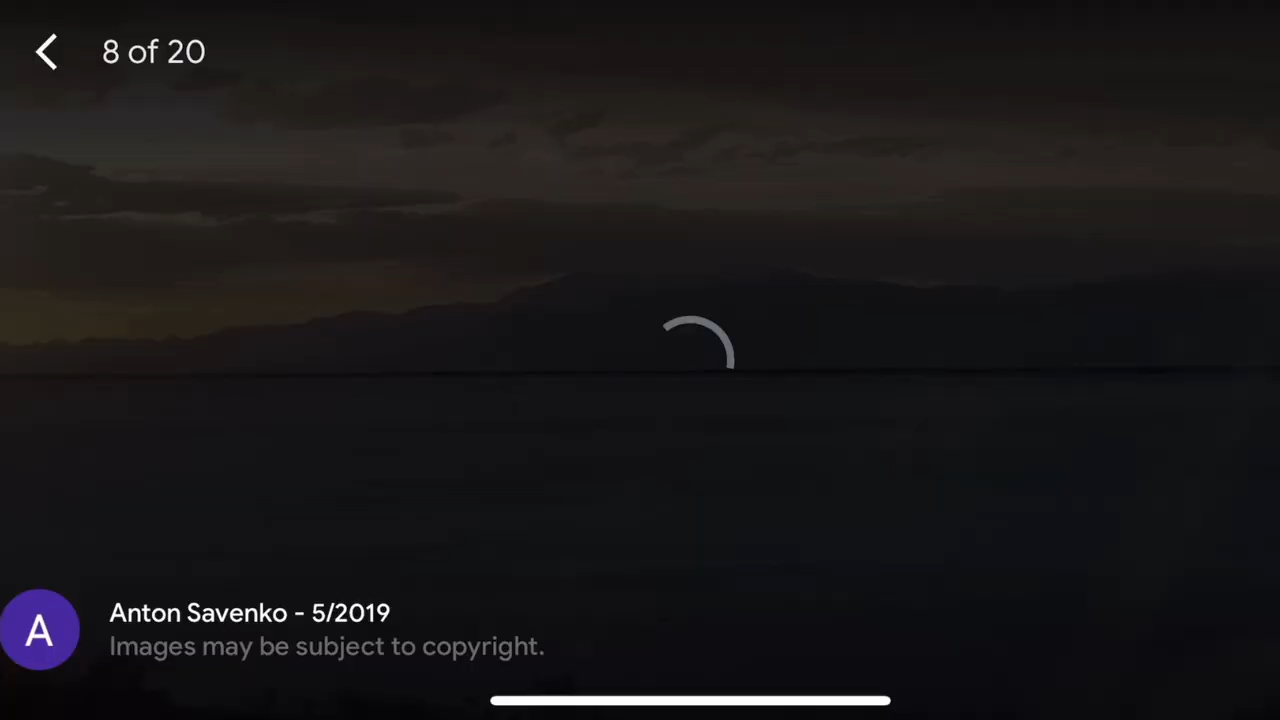 8 of 20
A
Anton Savenko - 5/2019
Images may be subject to copyright.